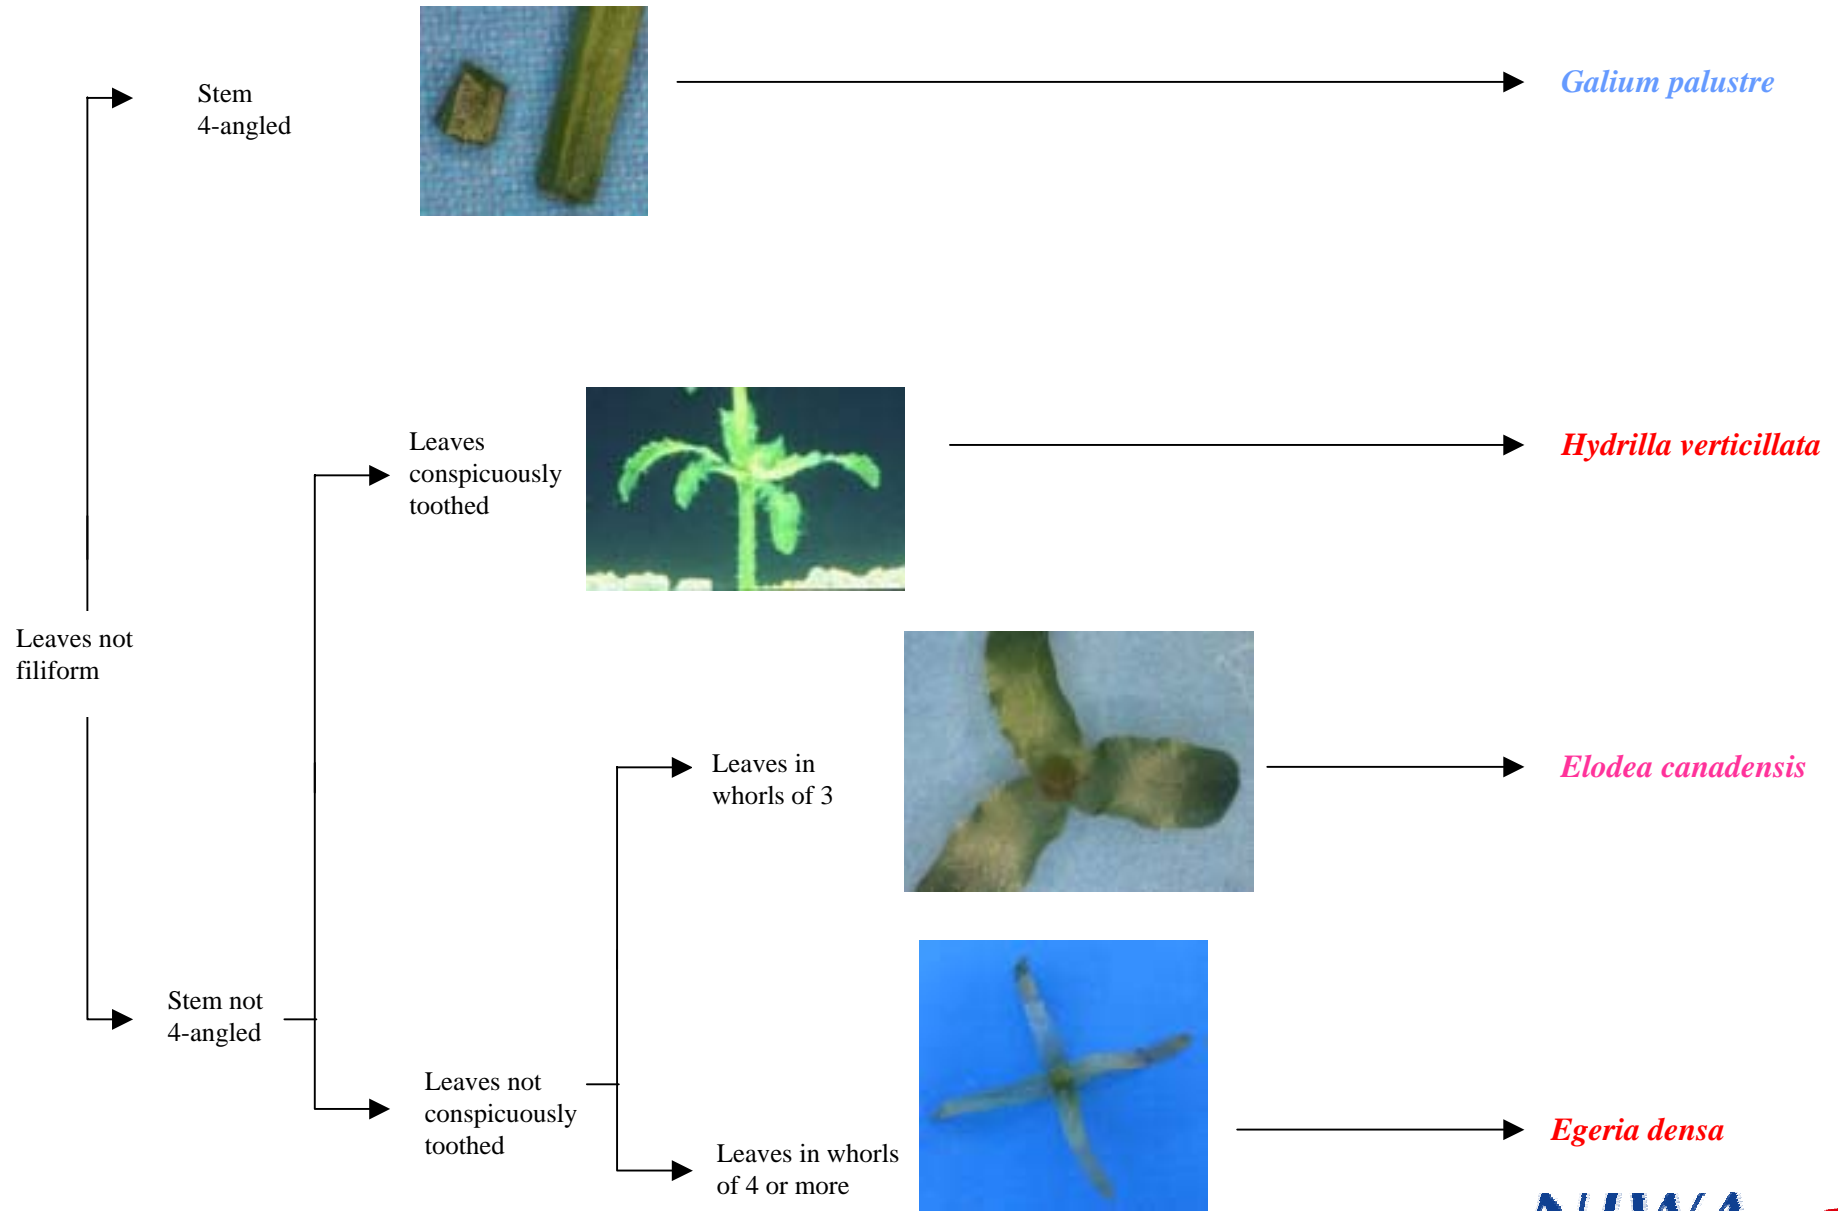 Stem
4-angled
Galium palustre
Leaves
conspicuously
toothed
Hydrilla verticillata
Leaves not
filiform
Leaves in
whorls of 3
Elodea canadensis
Stem not
4-angled
Leaves not
conspicuously
toothed
Leaves in whorls
of 4 or more
Egeria densa
NIWA